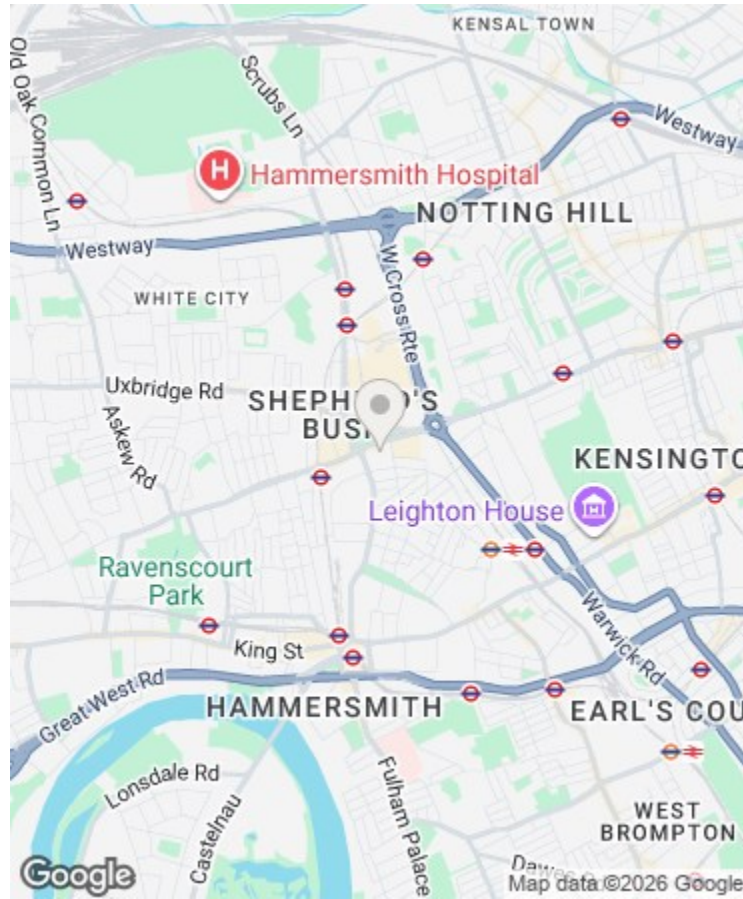 KENSAL TOWN
Old Oak Common Ln
Scrubs Ln
Westway
H
Hammersmith Hospital
NOTTING HILL
Westway
W Cross Rte
WHITE CITY
Uxbridge Rd
Askew Rd
SHEPH D'S
BUS
KENSINGTO
Leighton House
Ravenscourt
Park
King St
Warwick Rd
Great West Rd
HAMMERSMITH
EARL'S COU
Lonsdale Rd
Castelnau
Fulham Palace
WEST
BROMPTON
Dawes
Google
Map data ©2026 Google